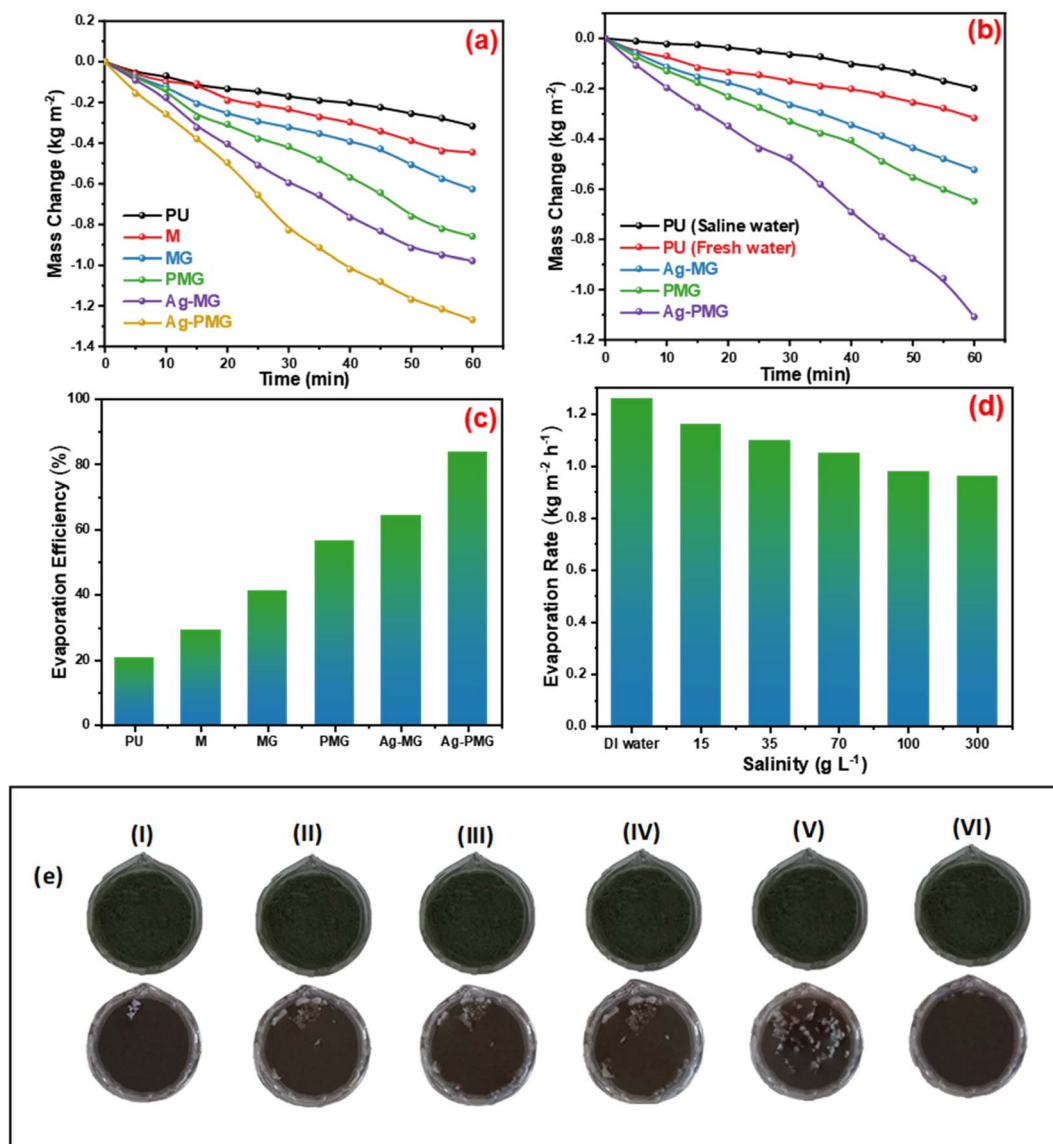 (a)
Mass Change (kg m⁻²)
0.2
0.0
-0.2
-0.4
-0.6
-0.8
-1.0
-1.2
-1.4
PU
M
MG
PMG
Ag-MG
Ag-PMG
0 10 20 30 40 50 60
Time (min)
(b)
Mass Change (kg m⁻²)
0.0
-0.2
-0.4
-0.6
-0.8
-1.0
-1.2
PU (Saline water)
PU (Fresh water)
Ag-MG
PMG
Ag-PMG
0 10 20 30 40 50 60
Time (min)
(c)
Evaporation Efficiency (%)
100
80
60
40
20
0
PU M MG PMG Ag-MG Ag-PMG
(d)
Evaporation Rate (kg m⁻² h⁻¹)
1.2
1.0
0.8
0.6
0.4
0.2
0.0
DI water 15 35 70 100 300
Salinity (g L⁻¹)
(e)
(I) (II) (III) (IV) (V) (VI)